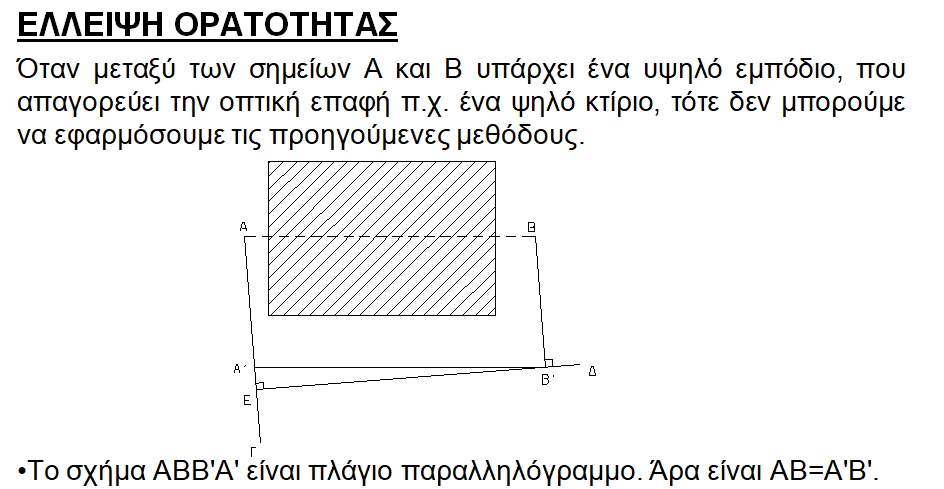 ΕΛΛΕΙΨΗ ΟΡΑΤΟΤΗΤΑΣ
Όταν μεταξύ των σημείων Α και Β υπάρχει ένα υψηλό εμπόδιο, που
απαγορεύει την οπτική επαφή π.χ. ένα ψηλό κτίριο, τότε δεν μπορούμε
να εφαρμόσουμε τις προηγούμενες μεθόδους.
Α Β
Α' Β' Δ
Ε
Γ
•Το σχήμα ΑΒΒ'Α' είναι πλάγιο παραλληλόγραμμο. Άρα είναι ΑΒ=Α'Β'.